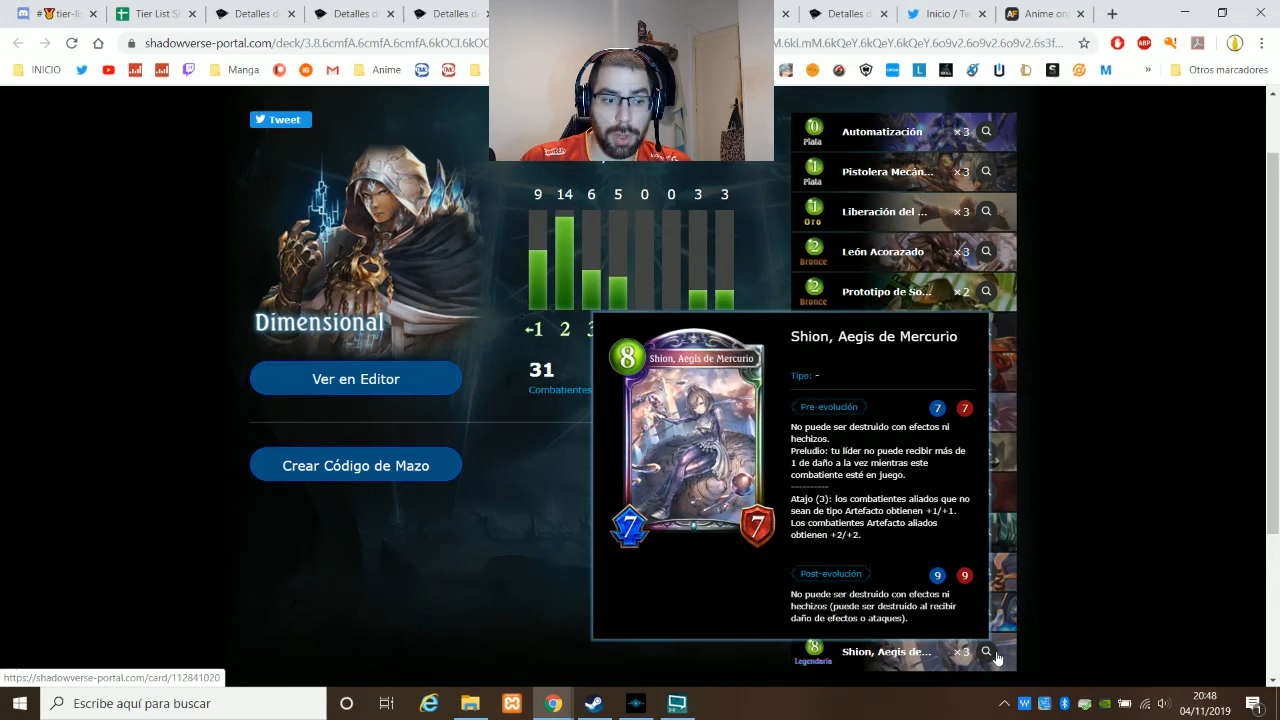 tier-lis
Detalles d
Inicio / Tw
Anime on
shadowverse-portal.com/deck/3.8.6cmfA.6cmfA.6cmfA.6kOCI.6kOC
M.6kLmM.6kQeY.6kQeY.6kQeY.6o9v2.6o9v2.6o9v2.6s3f...
INICIO
Manga
IMG
Anime
Otros marcadores
Tweet
Dimensional
Ver en Editor
Crear Código de Mazo
9 14 6 5 0 0 3 3
←1 2
31
Combatientes
0 Plata Automatización ×3
1 Plata Pistolera Mecán... ×3
1 Oro Liberación del ... ×3
2 Bronce León Acorazado ×3
2 Bronce Prototipo de So... ×2
8
Shion, Aegis de Mercurio
7
7
Shion, Aegis de Mercurio
Tipo: -
Pre-evolución 7 7
No puede ser destruido con efectos ni
hechizos.
Preludio: tu líder no puede recibir más de
1 de daño a la vez mientras este
combatiente esté en juego.
----------
Atajo (3): los combatientes aliados que no
sean de tipo Artefacto obtienen +1/+1.
Los combatientes Artefacto aliados
obtienen +2/+2.
Post-evolución 9 9
No puede ser destruido con efectos ni
hechizos (puede ser destruido al recibir
daño de efectos o ataques).
8 Legendaria Shion, Aegis de... ×3
https://shadowverse-portal.com/card/112841020
Escribe aquí para buscar
20:48
04/11/2019